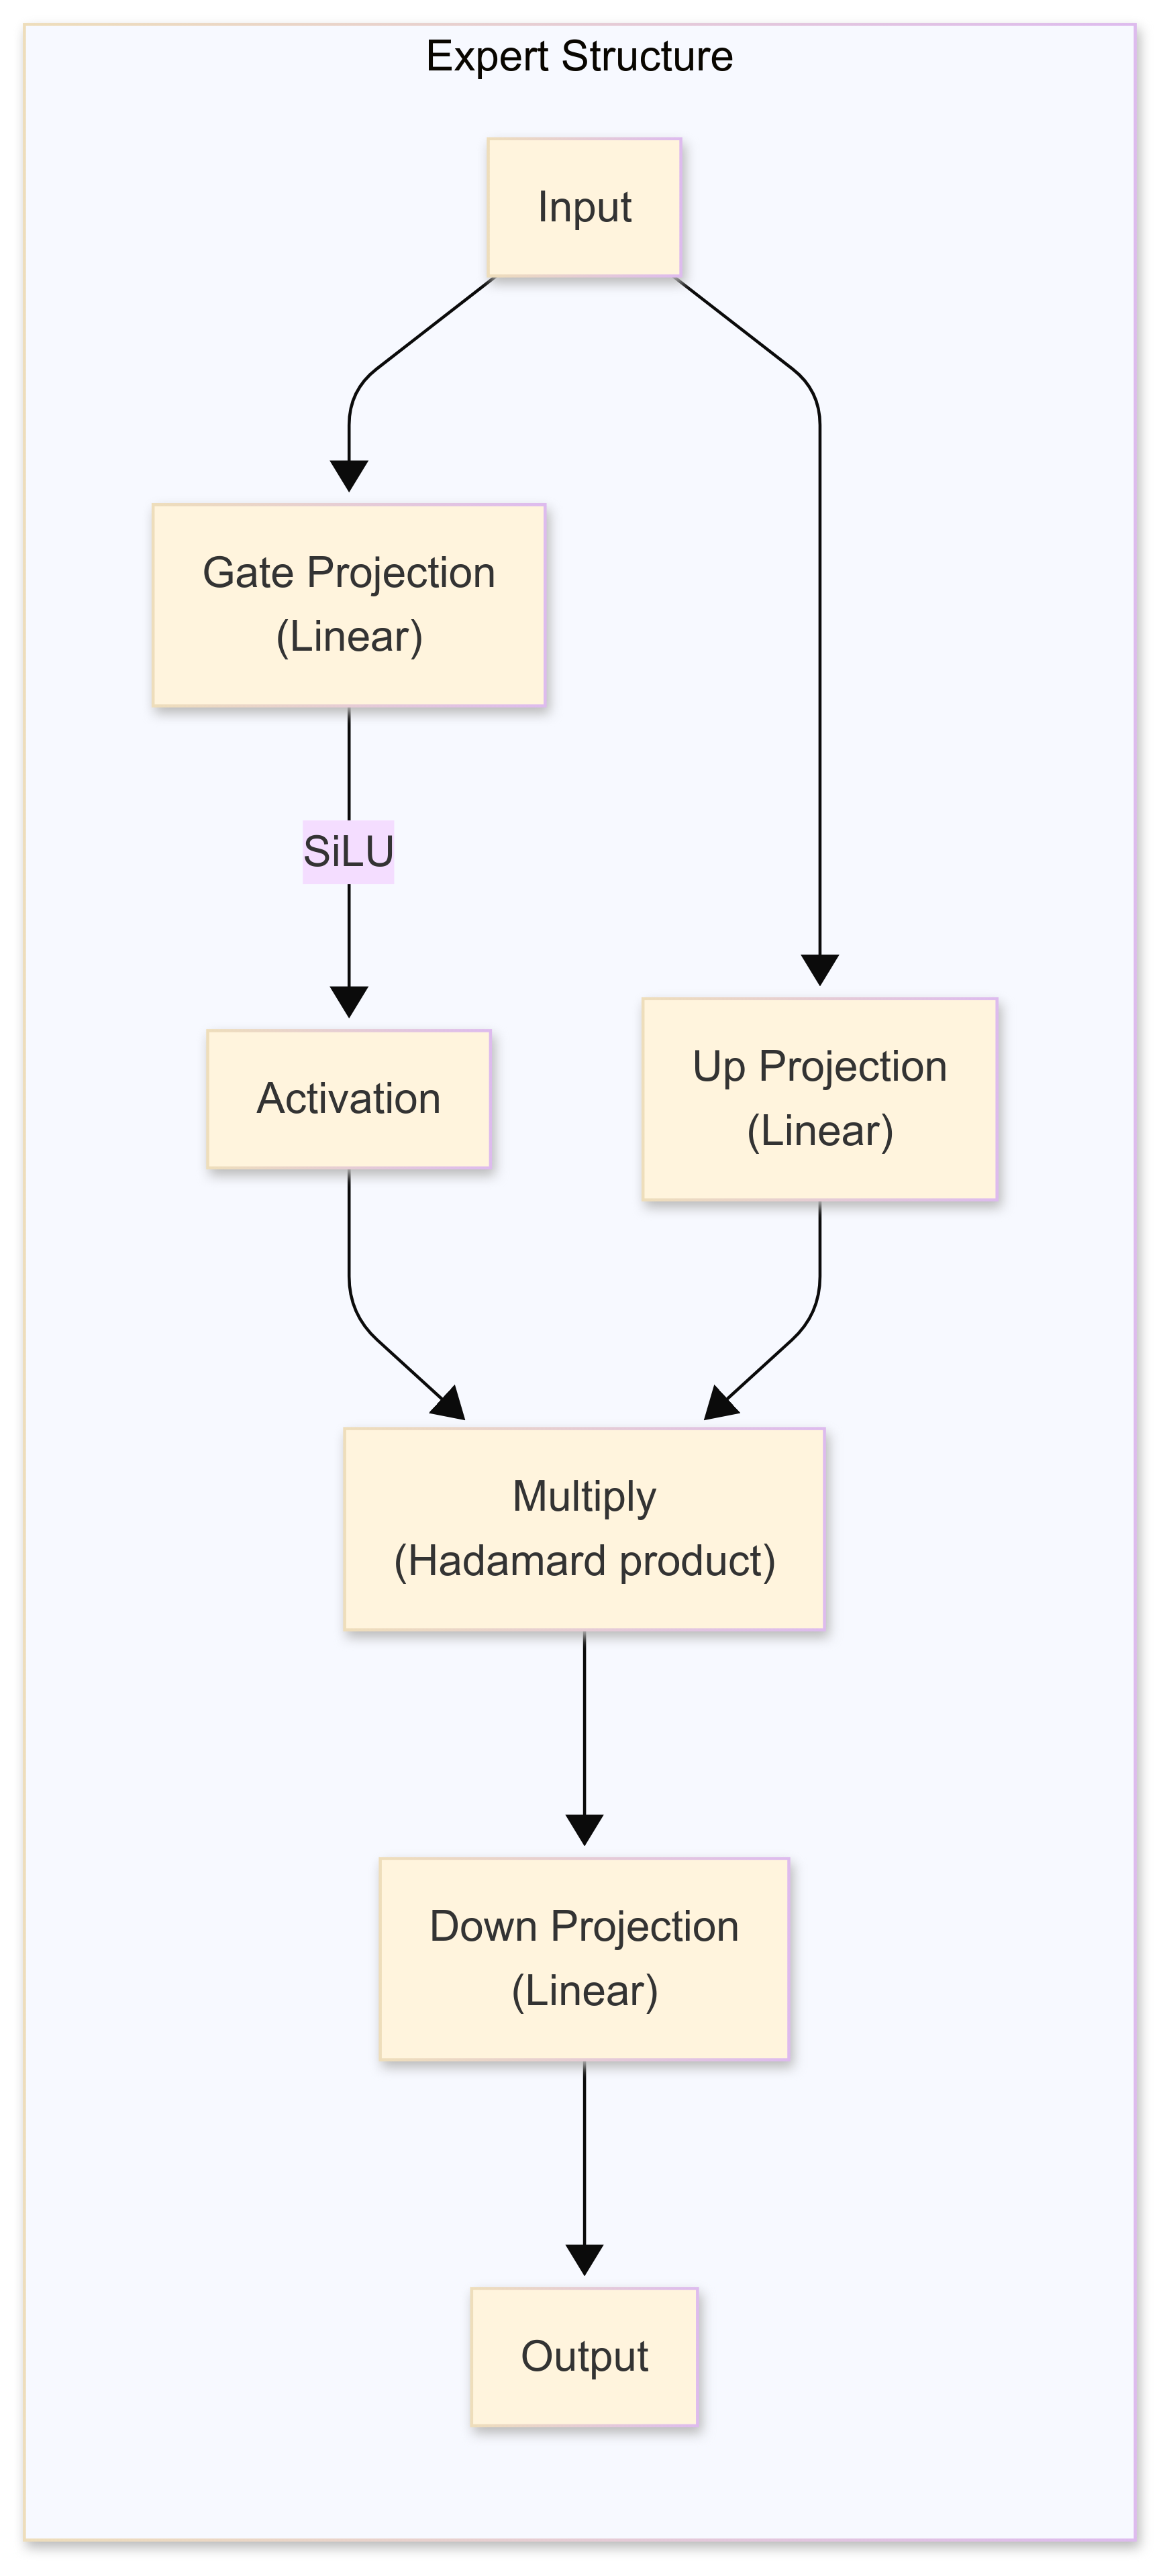 Expert Structure
Input
Gate Projection
(Linear)
SiLU
Activation
Up Projection
(Linear)
Multiply
(Hadamard product)
Down Projection
(Linear)
Output